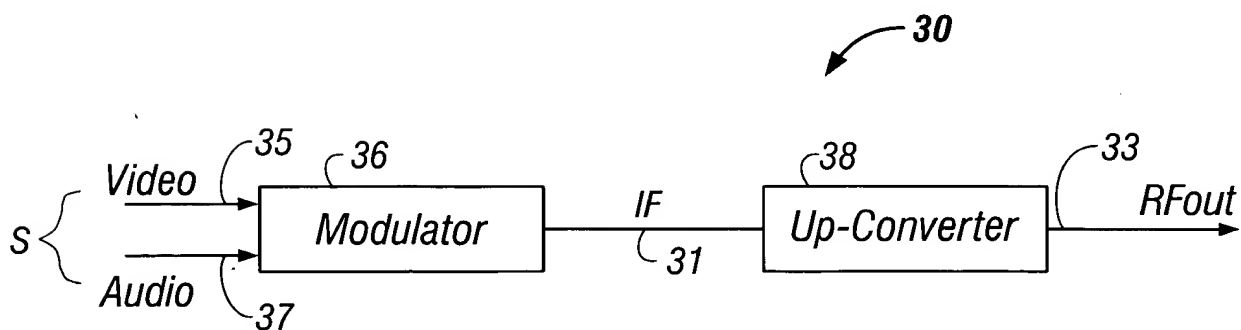 30
35
36
38
33
Video
IF
RFout
S
Modulator
Up-Converter
31
Audio
37